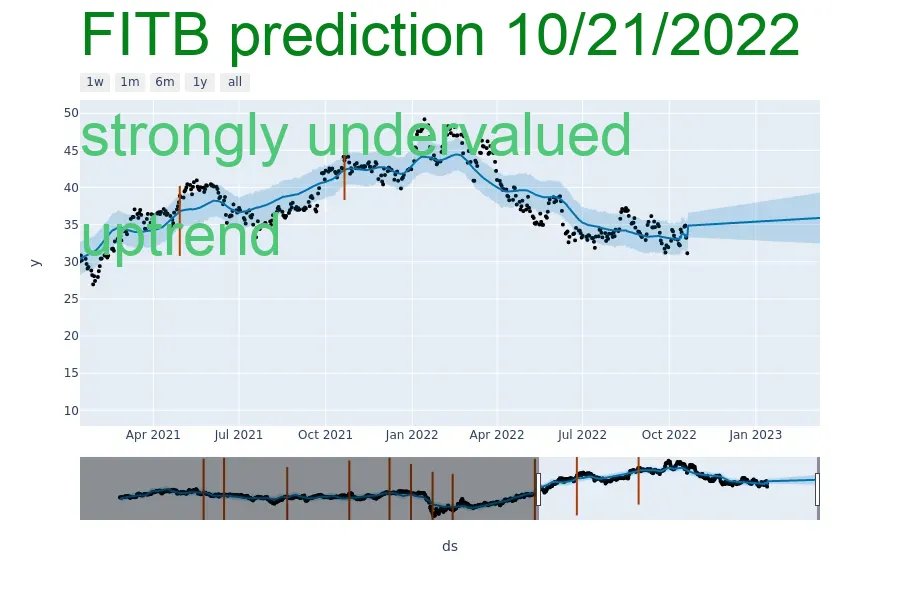 FITB prediction 10/21/2022
1w 1m 6m 1y all
strongly undervalued
uptrend
50
45
40
35
30
25
20
15
10
y
Apr 2021 Jul 2021 Oct 2021 Jan 2022 Apr 2022 Jul 2022 Oct 2022 Jan 2023
ds